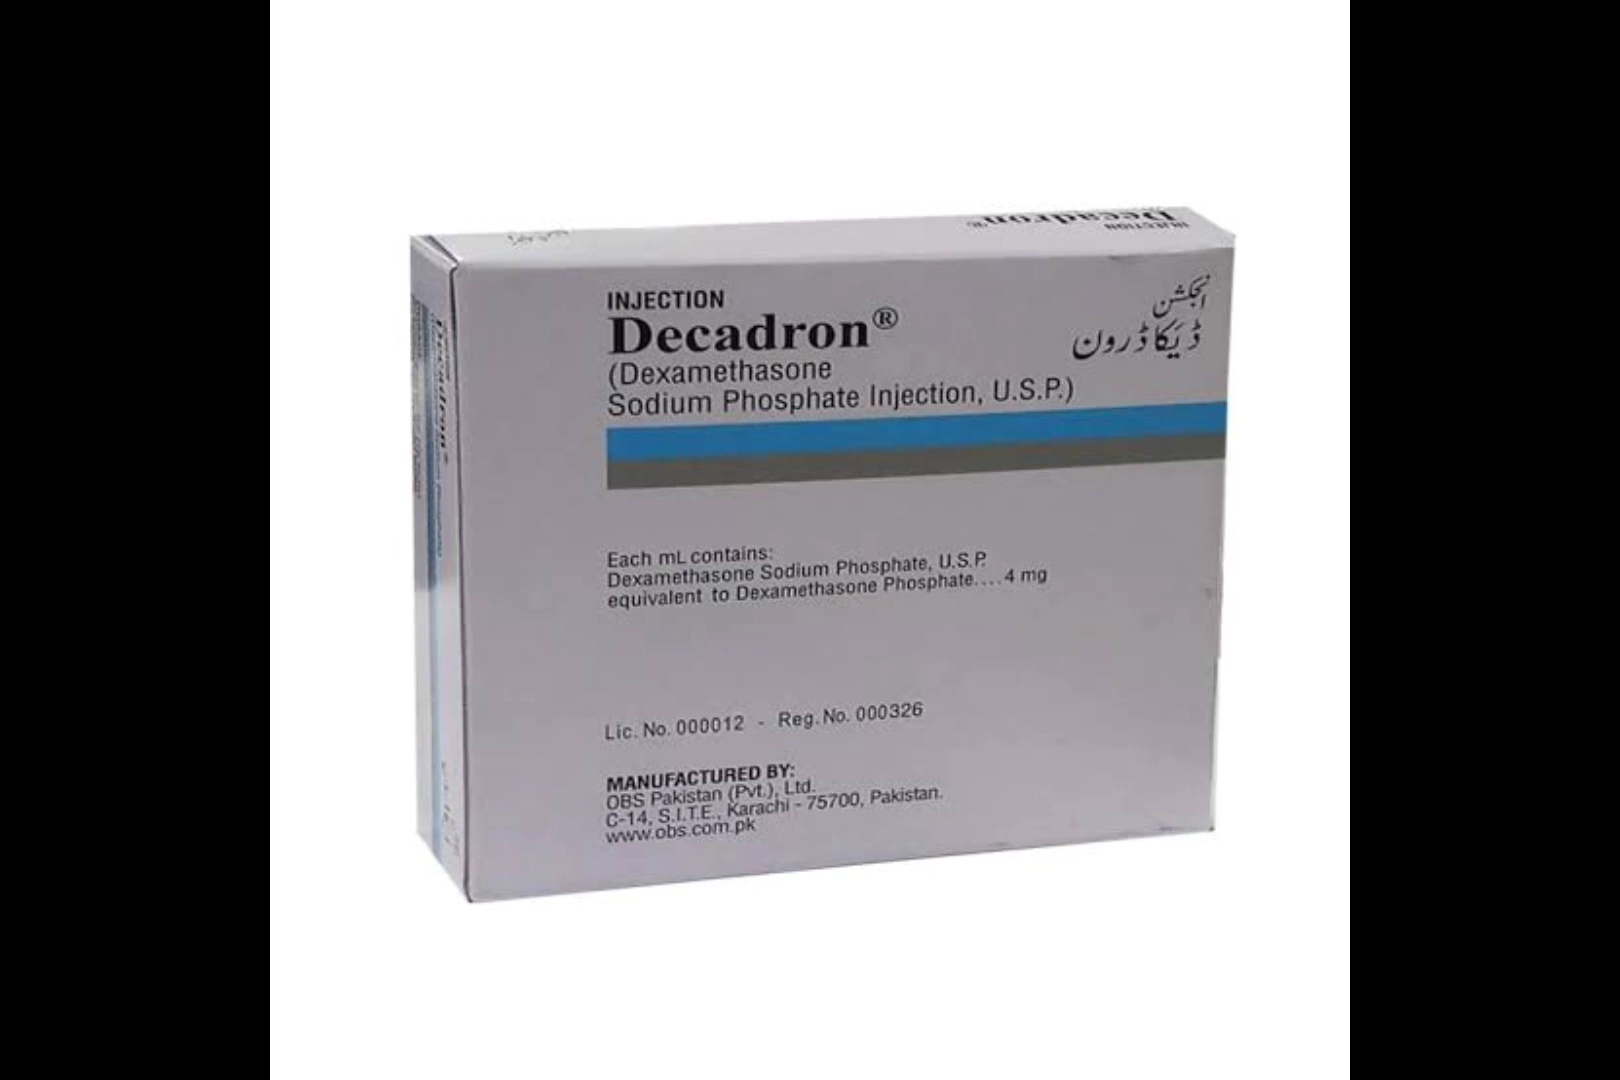 INJECTION
Decadron®
(Dexamethasone
Sodium Phosphate Injection, U.S.P.)
انجکشن
ڈیکاڈرون
Each mL contains:
Dexamethasone Sodium Phosphate, U.S.P.
equivalent to Dexamethasone Phosphate....4 mg
Lic. No. 000012 - Reg. No. 000326
MANUFACTURED BY:
OBS Pakistan (Pvt.), Ltd.
C-14, S.I.T.E., Karachi - 75700, Pakistan.
www.obs.com.pk
INJECTION
Decadron®
Decadron®